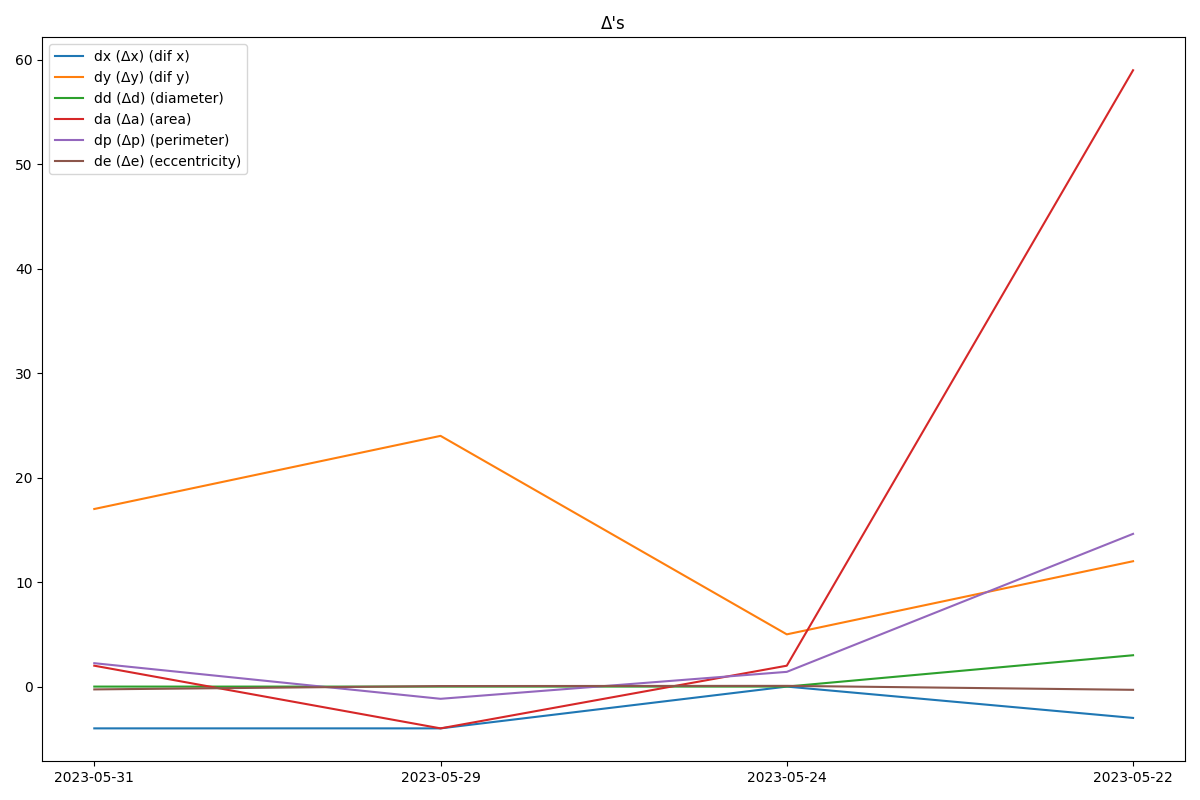 Δ's
dx (Δx) (dif x)
dy (Δy) (dif y)
dd (Δd) (diameter)
da (Δa) (area)
dp (Δp) (perimeter)
de (Δe) (eccentricity)
60
50
40
30
20
10
0
2023-05-31 2023-05-29 2023-05-24 2023-05-22